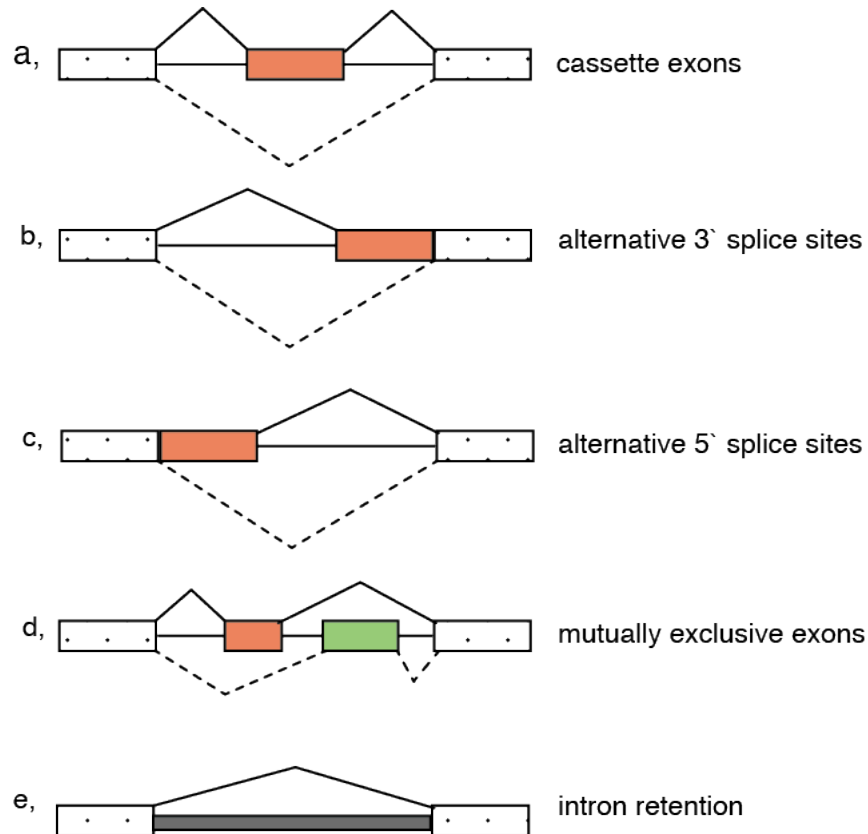 a, cassette exons
b, alternative 3` splice sites
c, alternative 5` splice sites
d, mutually exclusive exons
e, intron retention